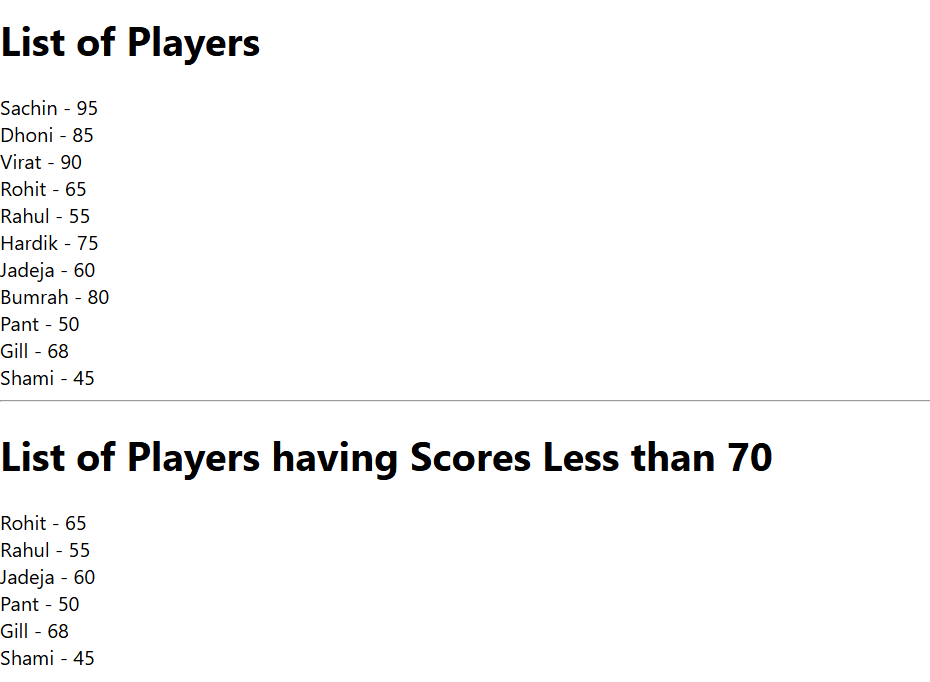 List of Players
Sachin - 95
Dhoni - 85
Virat - 90
Rohit - 65
Rahul - 55
Hardik - 75
Jadeja - 60
Bumrah - 80
Pant - 50
Gill - 68
Shami - 45
List of Players having Scores Less than 70
Rohit - 65
Rahul - 55
Jadeja - 60
Pant - 50
Gill - 68
Shami - 45